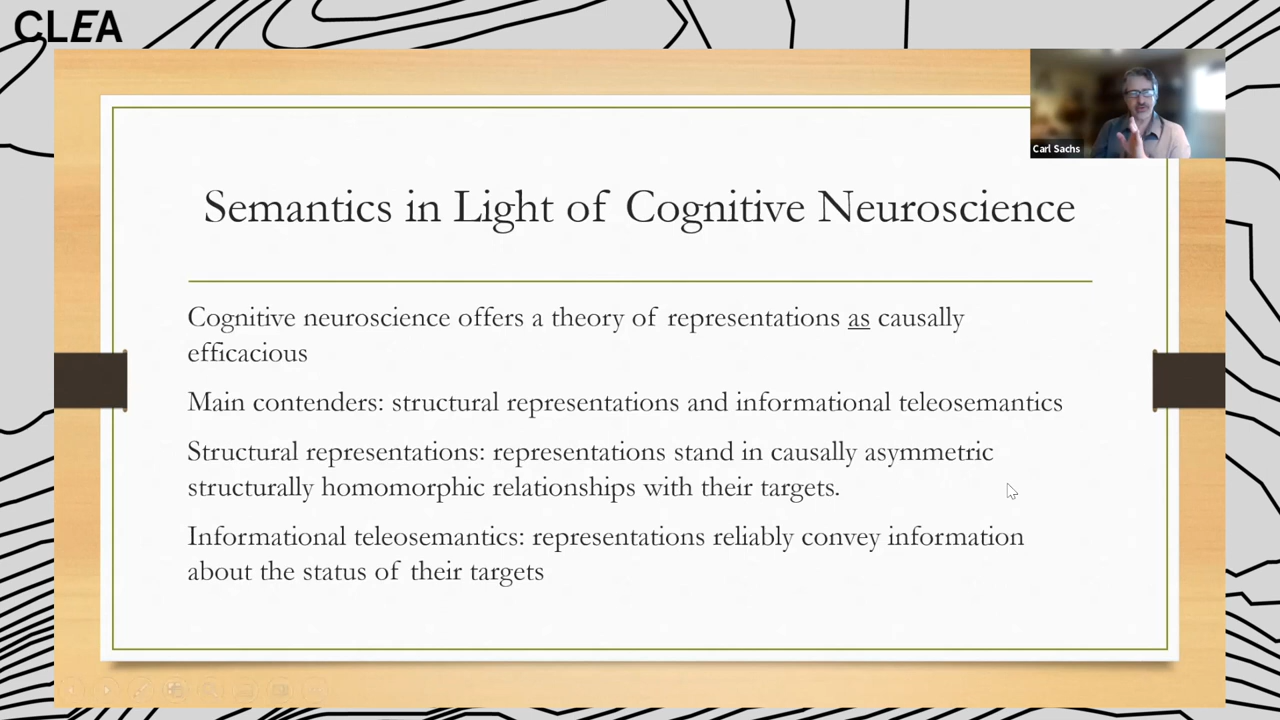 CLEA
Carl Sachs
Semantics in Light of Cognitive Neuroscience
Cognitive neuroscience offers a theory of representations as causally
efficacious
Main contenders: structural representations and informational teleosemantics
Structural representations: representations stand in causally asymmetric
structurally homomorphic relationships with their targets.
Informational teleosemantics: representations reliably convey information
about the status of their targets